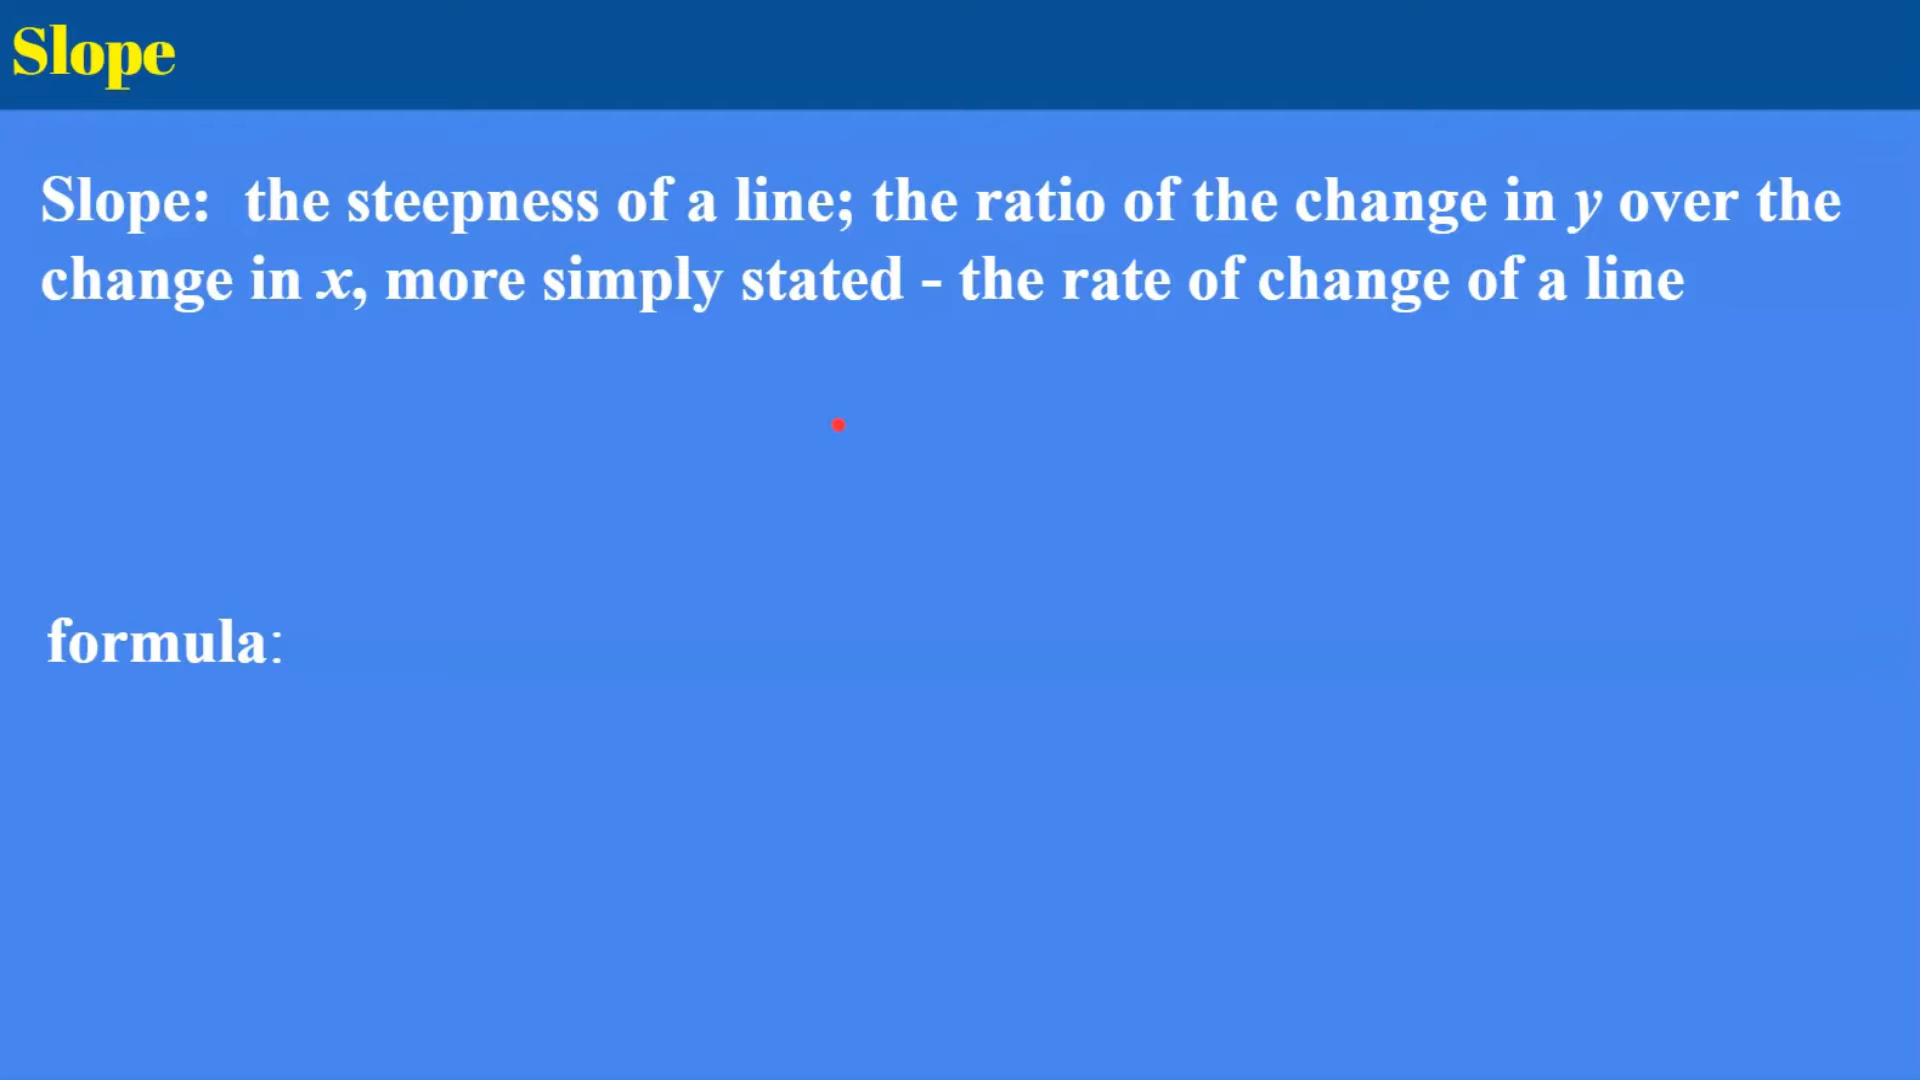 Slope
Slope:  the steepness of a line; the ratio of the change in y over the
change in x, more simply stated - the rate of change of a line
formula: